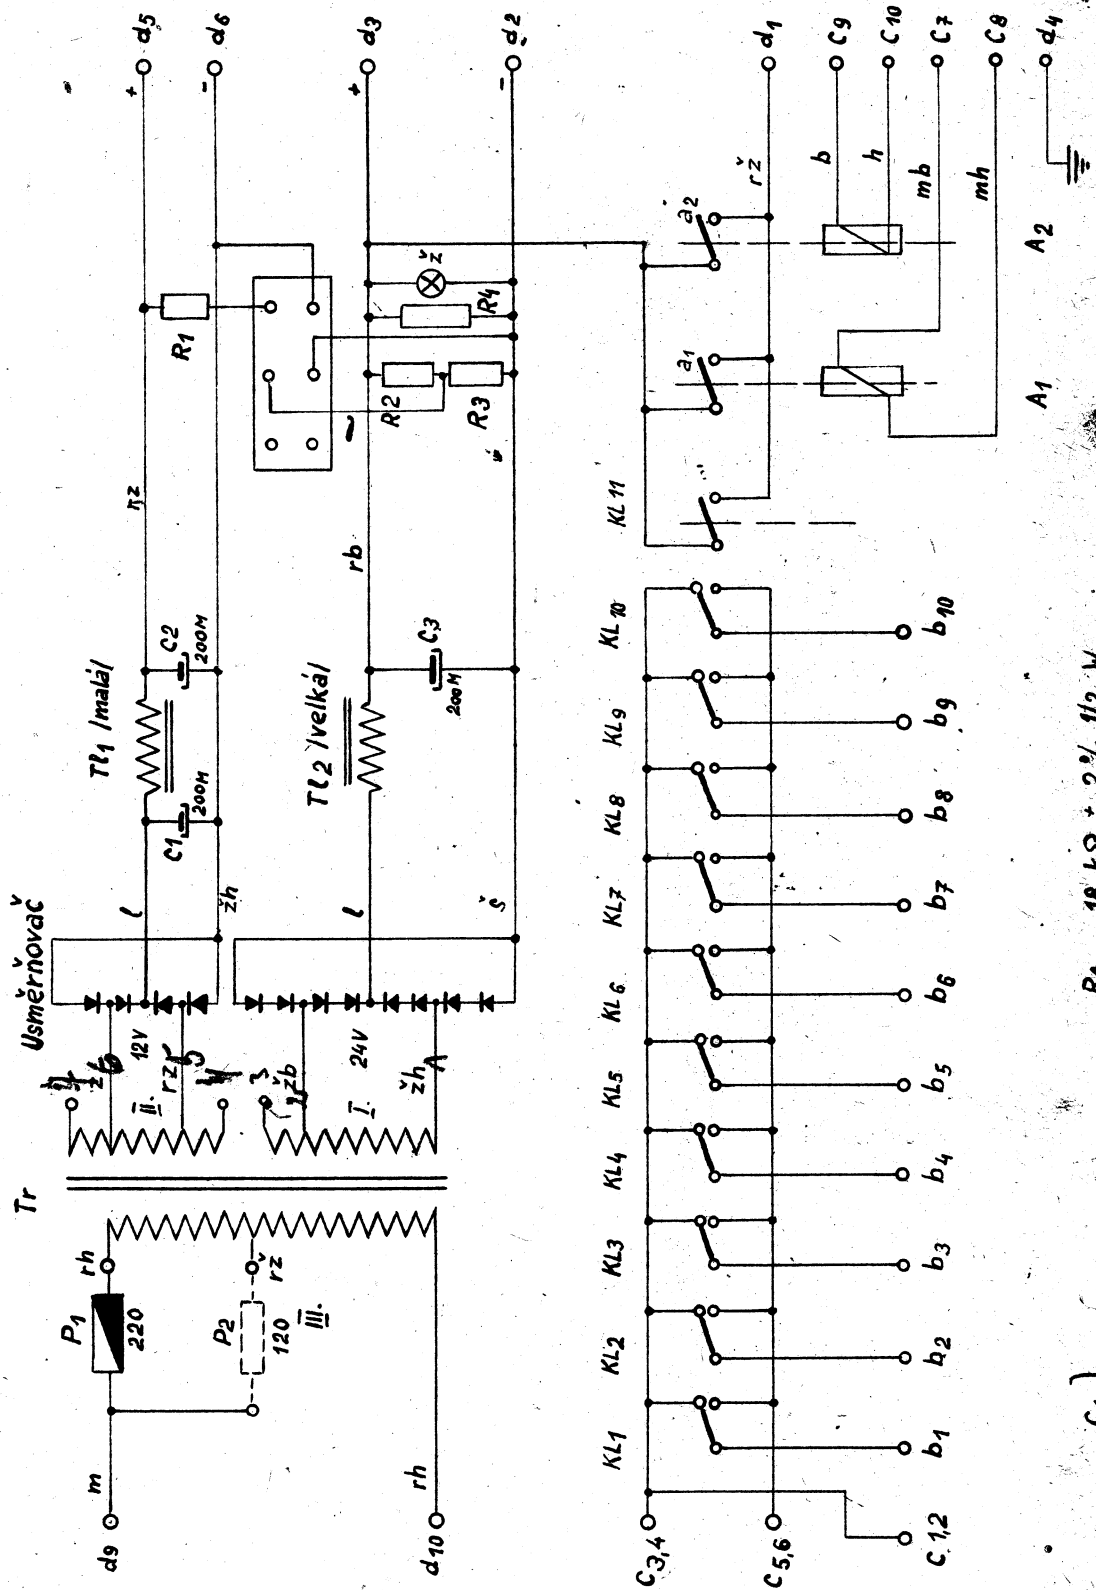 Tr
d9
m
P1
220
rh
P2
120
rž
III.
d10
rh
Usměrňovač
12V
II.
rz
24V
I.
žb
žh
l
žh
l
š
C1
200M
Tl1 /malá/
C2
200M
Tl2 /velká/
C3
200M
rz
rb
R1
R2
R3
R4
ž
~
+ d5
- d6
+ d3
- d2
KL1
KL2
KL3
KL4
KL5
KL6
KL7
KL8
KL9
KL10
KL11
a1
a2
rž
d1
b
C9
h
C10
mb
C7
mh
C8
d4
A1
A2
C3,4
C5,6
C1,2
b1
b2
b3
b4
b5
b6
b7
b8
b9
b10